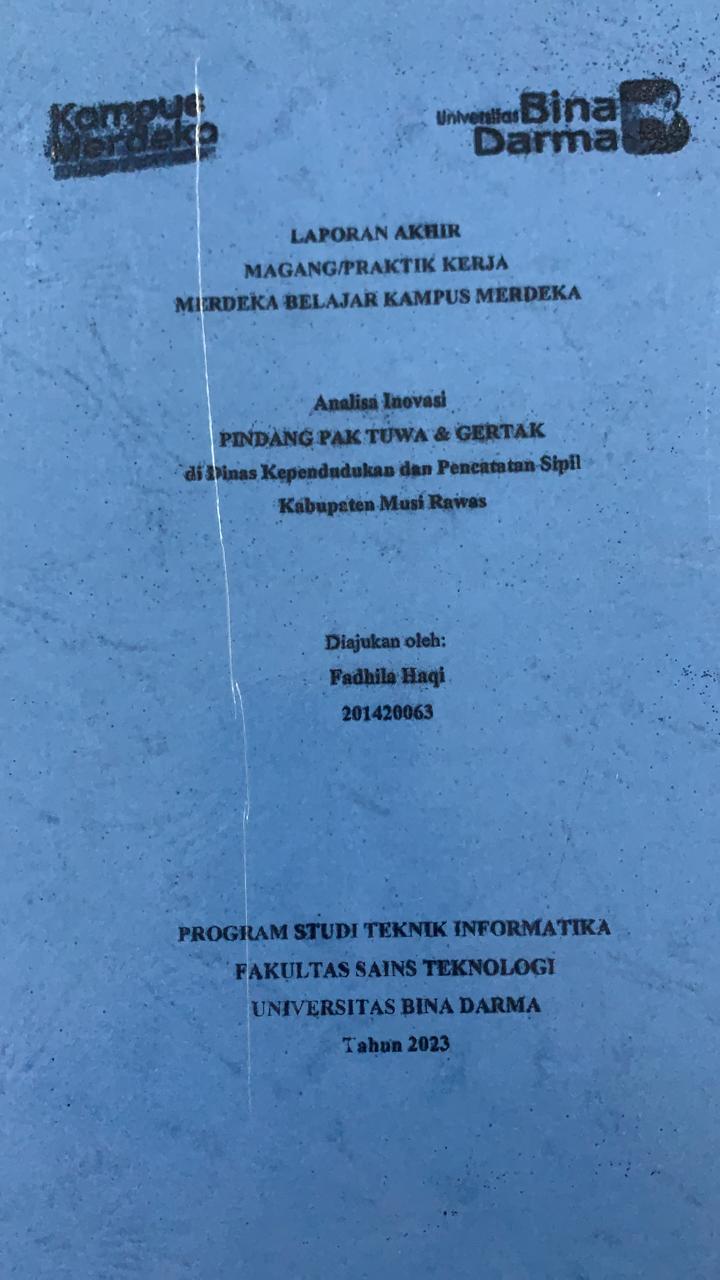 Kampus
Merdeka
Universitas Bina
Darma
LAPORAN AKHIR
MAGANG/PRAKTIK KERJA
MERDEKA BELAJAR KAMPUS MERDEKA
Analisa Inovasi
PINDANG PAK TUWA & GERTAK
di Dinas Kependudukan dan Pencatatan Sipil
Kabupaten Musi Rawas
Diajukan oleh:
Fadhila Haqi
201420063
PROGRAM STUDI TEKNIK INFORMATIKA
FAKULTAS SAINS TEKNOLOGI
UNIVERSITAS BINA DARMA
Tahun 2023